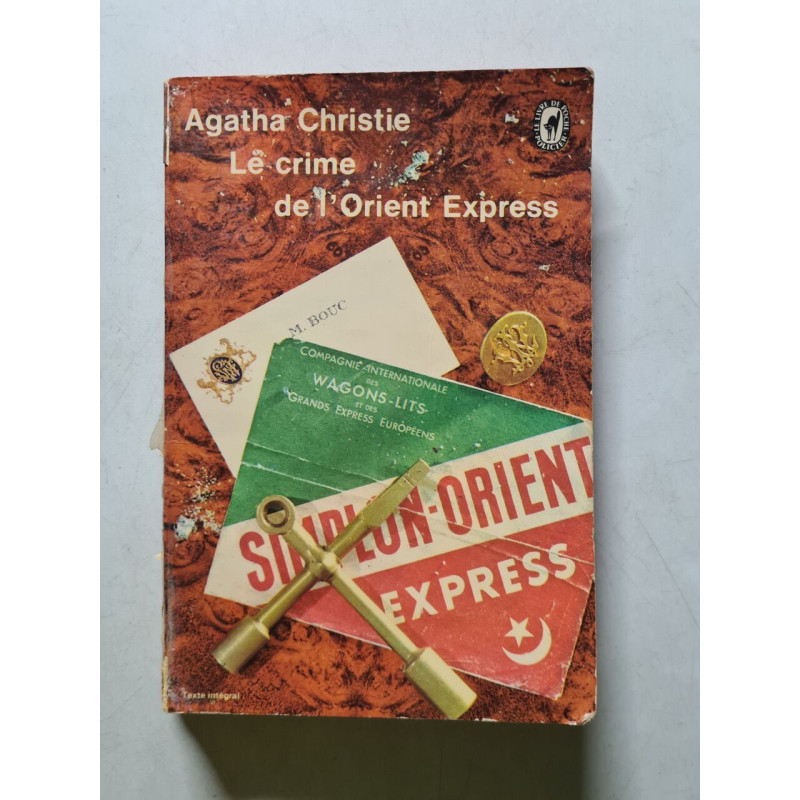 Agatha Christie
Le crime
de l'Orient Express
LE LIVRE DE POCHE
POLICIER
M. BOUC
COMPAGNIE INTERNATIONALE
DES
WAGONS-LITS
ET DES
GRANDS EXPRESS EUROPÉENS
SIMPLON-ORIENT
EXPRESS
Texte intégral